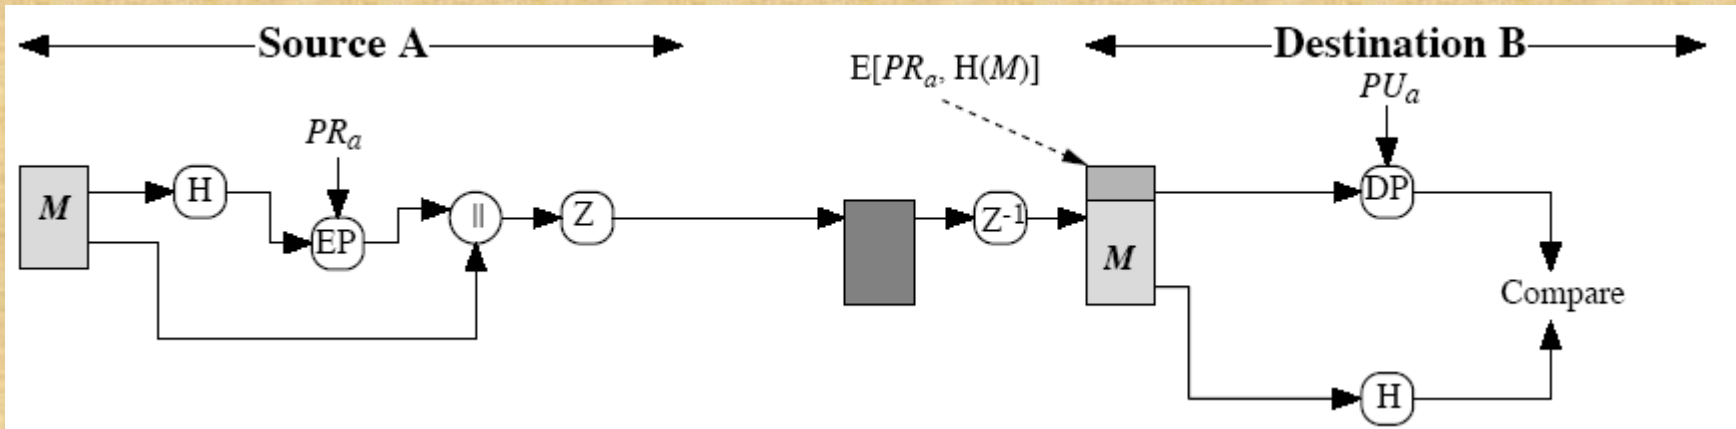 Source A
Destination B
E[PRa, H(M)]
PUa
PRa
M
H
EP
||
Z
Z-1
M
DP
Compare
H